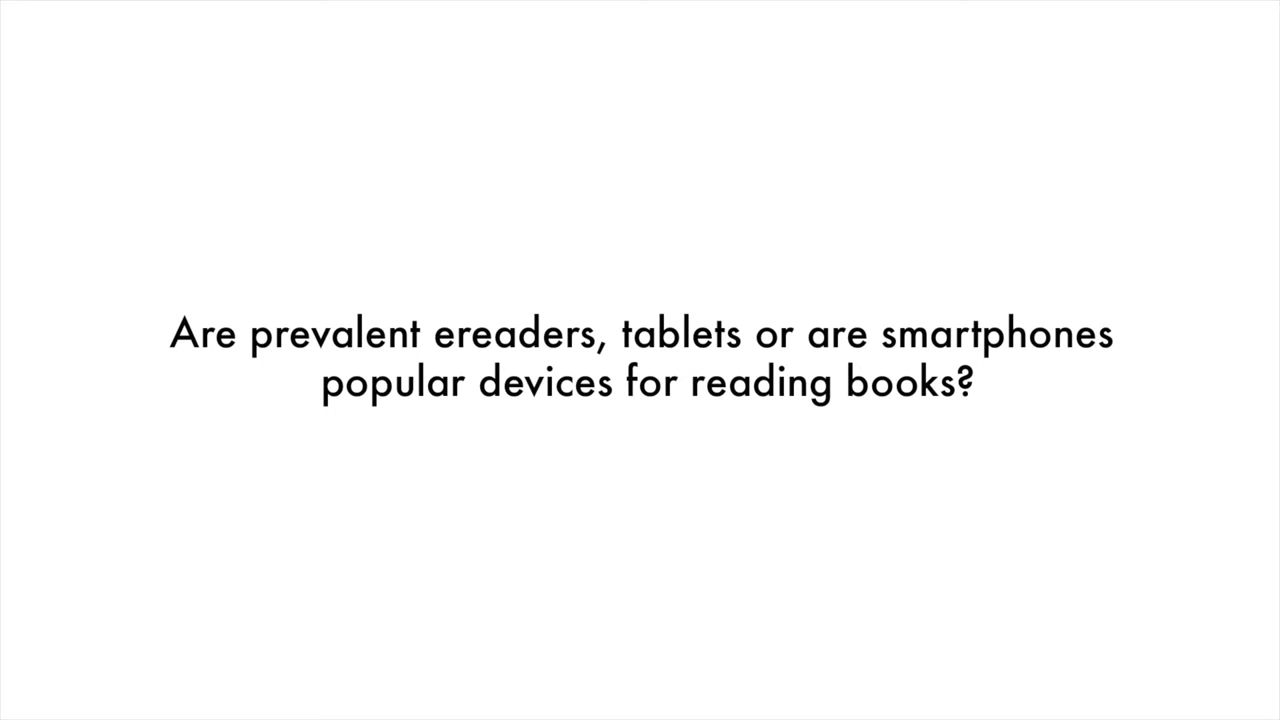 Are prevalent ereaders, tablets or are smartphones
popular devices for reading books?